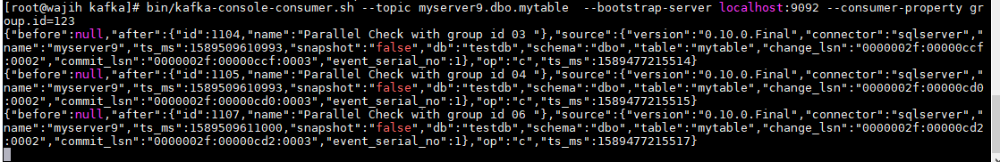 [root@wajih kafka]# bin/kafka-console-consumer.sh --topic myserver9.dbo.mytable  --bootstrap-server localhost:9092 --consumer-property gr
oup.id=123
{"before":null,"after":{"id":1104,"name":"Parallel Check with group id 03 "},"source":{"version":"0.10.0.Final","connector":"sqlserver","
name":"myserver9","ts_ms":1589509610993,"snapshot":"false","db":"testdb","schema":"dbo","table":"mytable","change_lsn":"0000002f:00000ccf
:0002","commit_lsn":"0000002f:00000ccf:0003","event_serial_no":1},"op":"c","ts_ms":1589477215514}
{"before":null,"after":{"id":1105,"name":"Parallel Check with group id 04 "},"source":{"version":"0.10.0.Final","connector":"sqlserver","
name":"myserver9","ts_ms":1589509610993,"snapshot":"false","db":"testdb","schema":"dbo","table":"mytable","change_lsn":"0000002f:00000cd0
:0002","commit_lsn":"0000002f:00000cd0:0003","event_serial_no":1},"op":"c","ts_ms":1589477215515}
{"before":null,"after":{"id":1107,"name":"Parallel Check with group id 06 "},"source":{"version":"0.10.0.Final","connector":"sqlserver","
name":"myserver9","ts_ms":1589509611000,"snapshot":"false","db":"testdb","schema":"dbo","table":"mytable","change_lsn":"0000002f:00000cd2
:0002","commit_lsn":"0000002f:00000cd2:0003","event_serial_no":1},"op":"c","ts_ms":1589477215517}